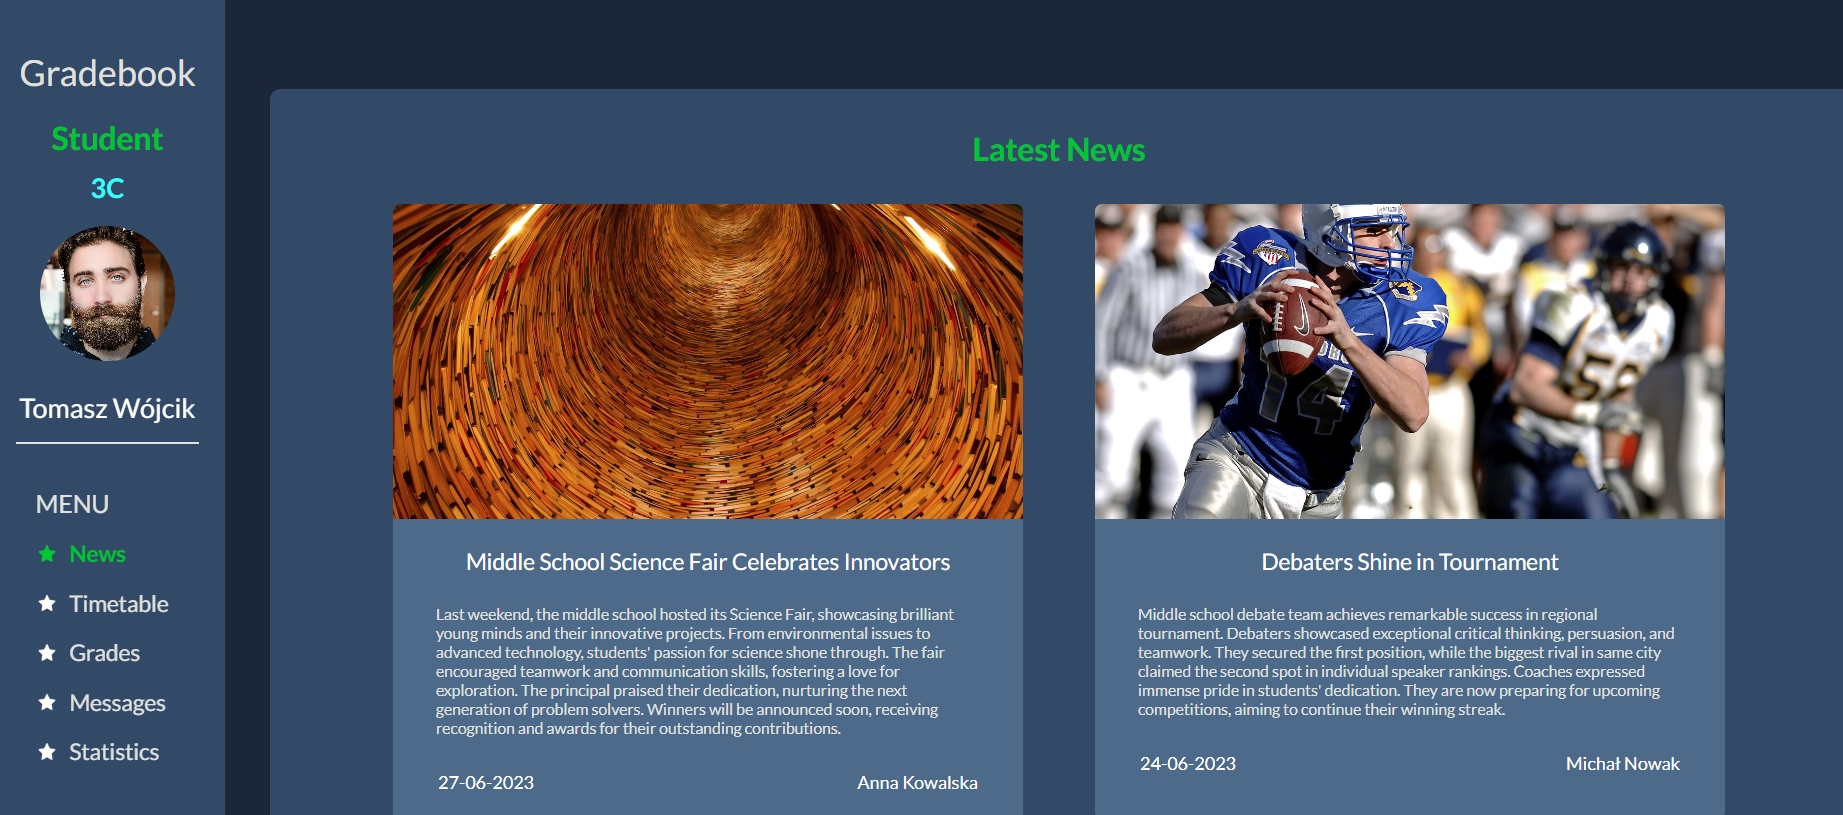 Gradebook
Student
3C
Tomasz Wójcik
MENU
News
Timetable
Grades
Messages
Statistics
Latest News
Middle School Science Fair Celebrates Innovators
Last weekend, the middle school hosted its Science Fair, showcasing brilliant
young minds and their innovative projects. From environmental issues to
advanced technology, students' passion for science shone through. The fair
encouraged teamwork and communication skills, fostering a love for
exploration. The principal praised their dedication, nurturing the next
generation of problem solvers. Winners will be announced soon, receiving
recognition and awards for their outstanding contributions.
27-06-2023
Anna Kowalska
14
Debaters Shine in Tournament
Middle school debate team achieves remarkable success in regional
tournament. Debaters showcased exceptional critical thinking, persuasion, and
teamwork. They secured the first position, while the biggest rival in same city
claimed the second spot in individual speaker rankings. Coaches expressed
immense pride in students' dedication. They are now preparing for upcoming
competitions, aiming to continue their winning streak.
24-06-2023
Michał Nowak